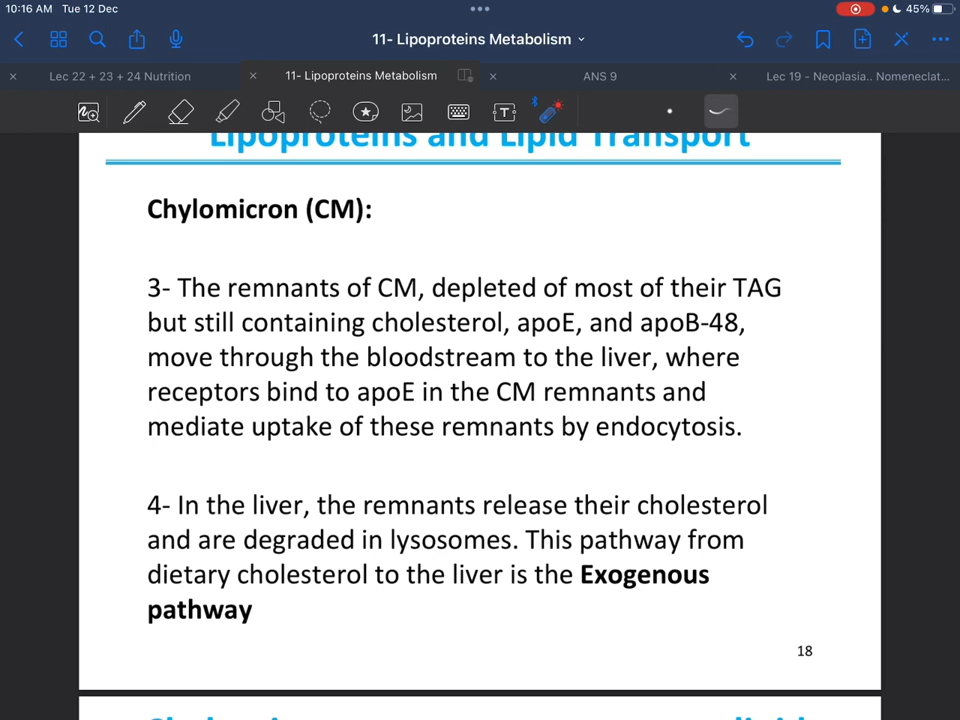 10:16 AM Tue 12 Dec
45%
11- Lipoproteins Metabolism
Lec 22 + 23 + 24 Nutrition
11- Lipoproteins Metabolism
ANS 9
Lec 19 - Neoplasia.. Nomeneclat...
Lipoproteins and Lipid Transport
Chylomicron (CM):
3- The remnants of CM, depleted of most of their TAG
but still containing cholesterol, apoE, and apoB-48,
move through the bloodstream to the liver, where
receptors bind to apoE in the CM remnants and
mediate uptake of these remnants by endocytosis.
4- In the liver, the remnants release their cholesterol
and are degraded in lysosomes. This pathway from
dietary cholesterol to the liver is the Exogenous
pathway
18